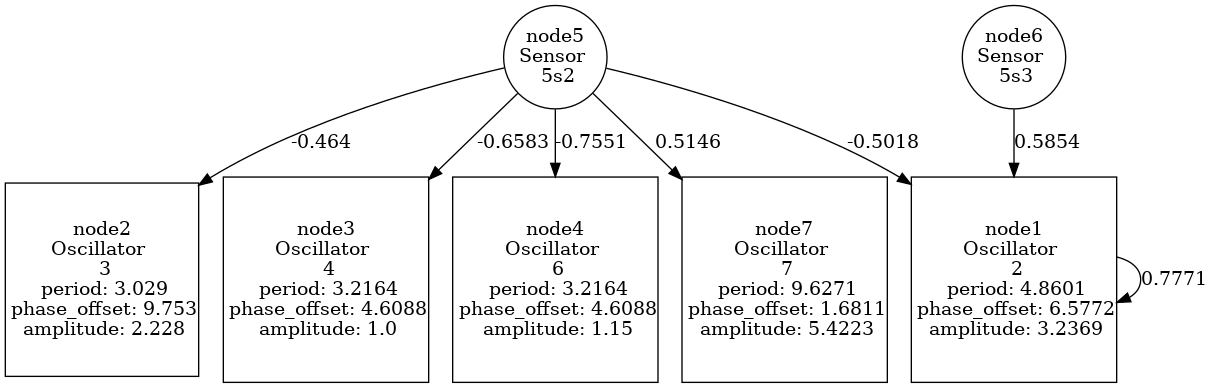 node5
Sensor
5s2
node6
Sensor
5s3
-0.464
-0.6583
-0.7551
0.5146
-0.5018
0.5854
node2
Oscillator
3
period: 3.029
phase_offset: 9.753
amplitude: 2.228
node3
Oscillator
4
period: 3.2164
phase_offset: 4.6088
amplitude: 1.0
node4
Oscillator
6
period: 3.2164
phase_offset: 4.6088
amplitude: 1.15
node7
Oscillator
7
period: 9.6271
phase_offset: 1.6811
amplitude: 5.4223
node1
Oscillator
2
period: 4.8601
phase_offset: 6.5772
amplitude: 3.2369
0.7771